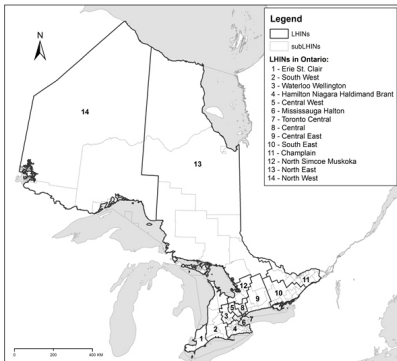 N
Legend
LHINs
subLHINs
LHINs in Ontario:
1 - Erie St. Clair
2 - South West
3 - Waterloo Wellington
4 - Hamilton Niagara Haldimand Brant
5 - Central West
6 - Mississauga Halton
7 - Toronto Central
8 - Central
9 - Central East
10 - South East
11 - Champlain
12 - North Simcoe Muskoka
13 - North East
14 - North West
14
13
11
12
10
9
5 8
7
3 6
1 2 4
0 200 400 KM